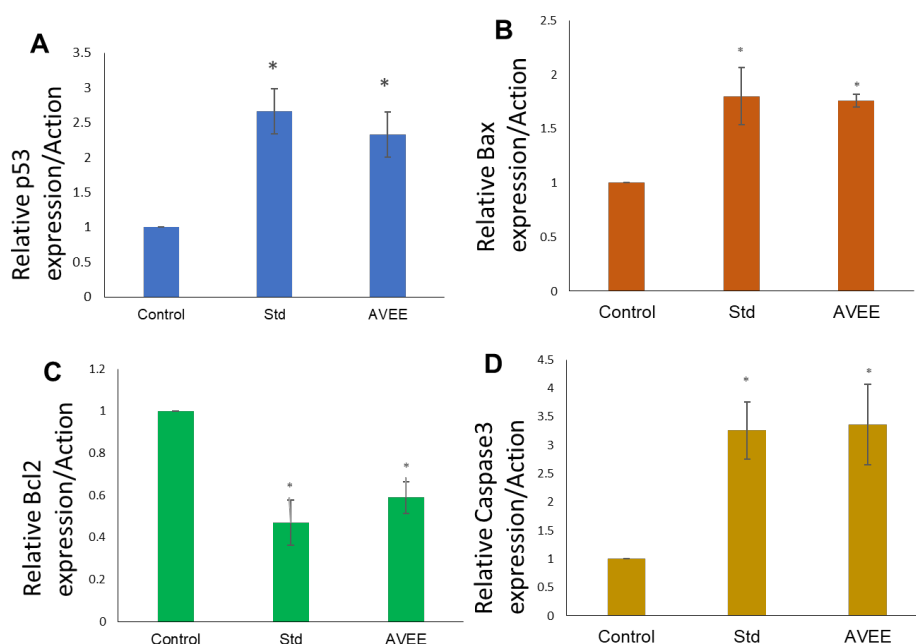 A
Relative p53
expression/Action
3.5
3
2.5
2
1.5
1
0.5
0
*
*
Control Std AVEE
B
Relative Bax
expression/Action
2.5
2
1.5
1
0.5
0
*
*
Control Std AVEE
C
Relative Bcl2
expression/Action
1.2
1
0.8
0.6
0.4
0.2
0
*
*
Control Std AVEE
D
Relative Caspase3
expression/Action
4.5
4
3.5
3
2.5
2
1.5
1
0.5
0
*
*
Control Std AVEE